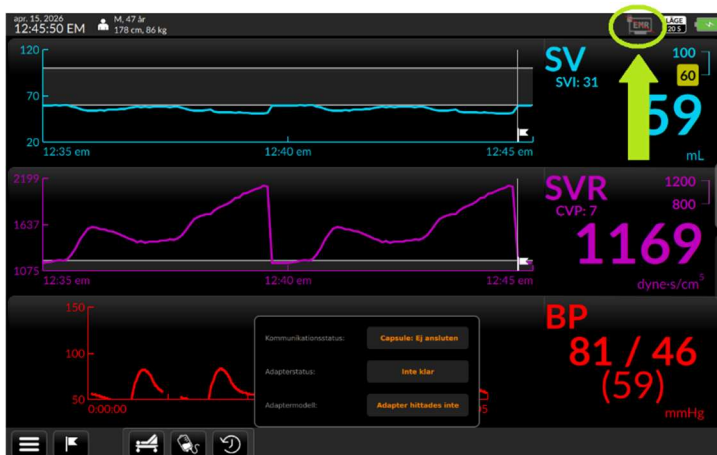 apr. 15, 2026
12:45:50 EM
M, 47 år
178 cm, 86 kg
EMR
LÄGE
20 S
120
70
20
12:35 em
12:40 em
12:45 em
SV
SVI: 31
100
60
59
mL
2199
1637
1075
12:35 em
12:40 em
12:45 em
SVR
CVP: 7
1200
800
1169
dyne-s/cm5
150
100
50
0:00:00
BP
81 / 46
(59)
mmHg
Kommunikationsstatus:
Capsule: Ej ansluten
Adapterstatus:
Inte klar
Adaptermodell:
Adapter hittades inte